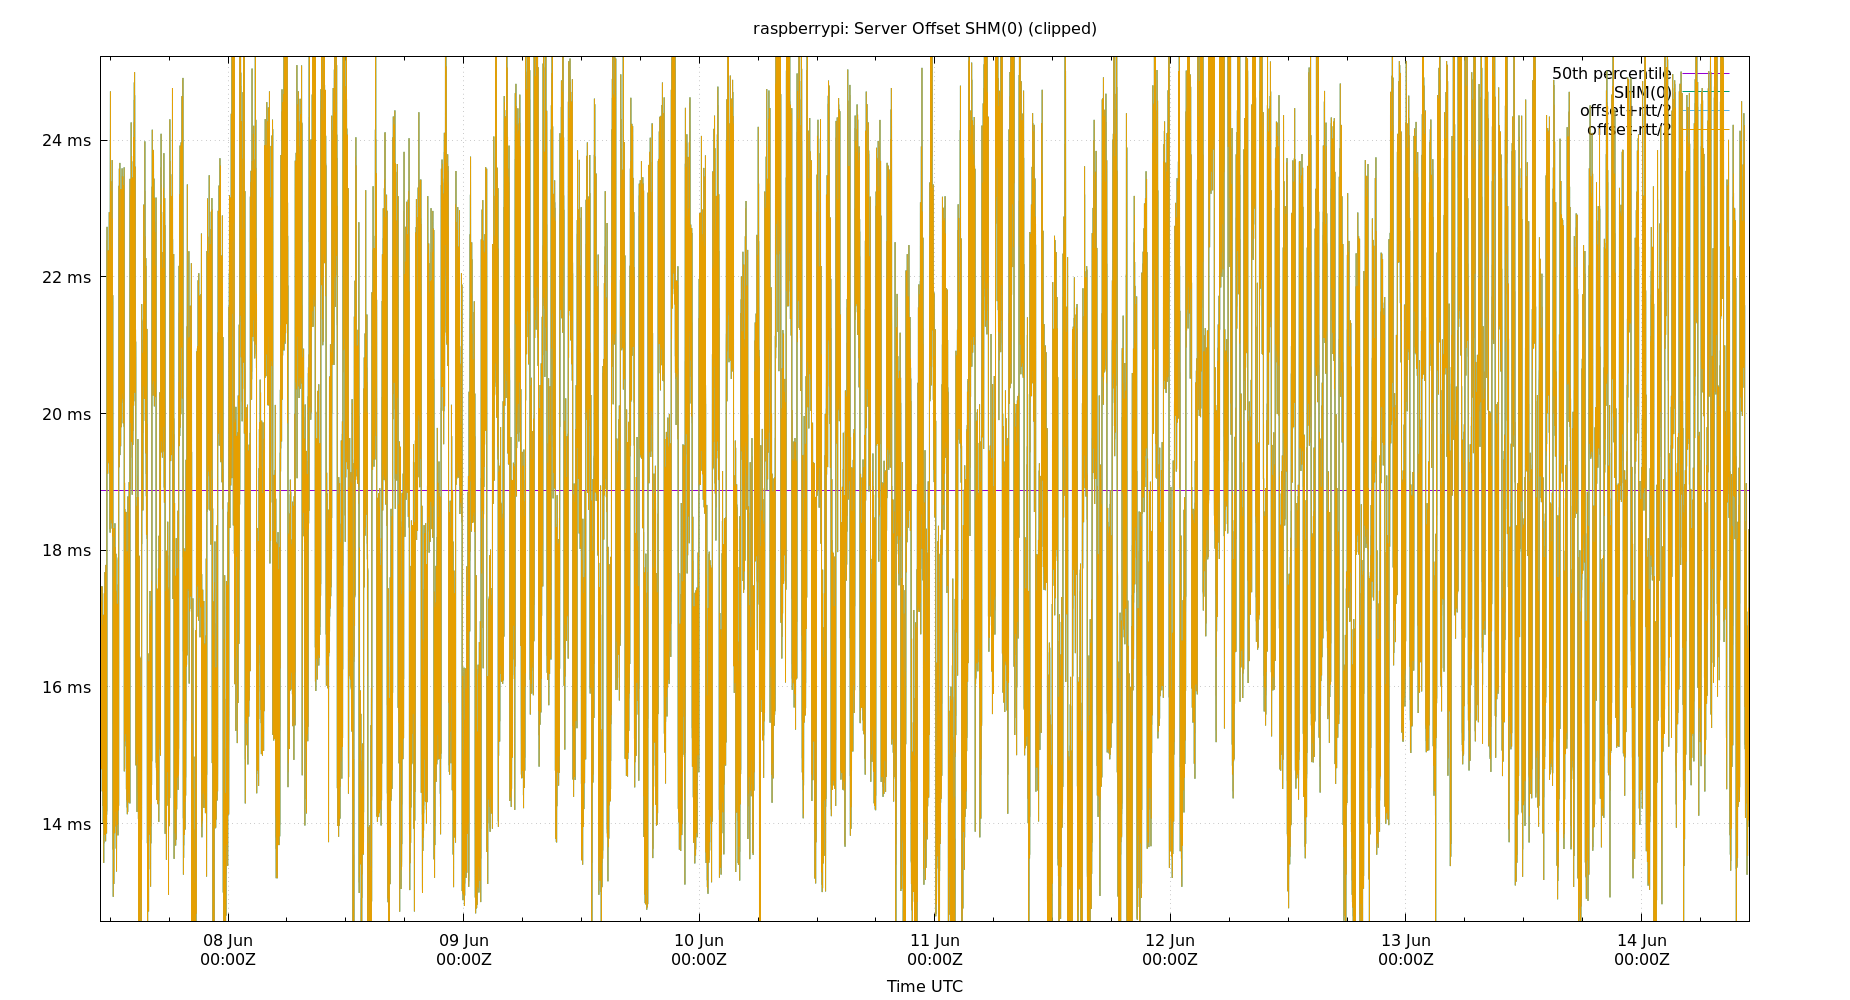 raspberrypi: Server Offset SHM(0) (clipped)
50th percentile
SHM(0)
offset+rtt/2
offset-rtt/2
24 ms
22 ms
20 ms
18 ms
16 ms
14 ms
08 Jun 09 Jun 10 Jun 11 Jun 12 Jun 13 Jun 14 Jun
00:00Z 00:00Z 00:00Z 00:00Z 00:00Z 00:00Z 00:00Z
Time UTC